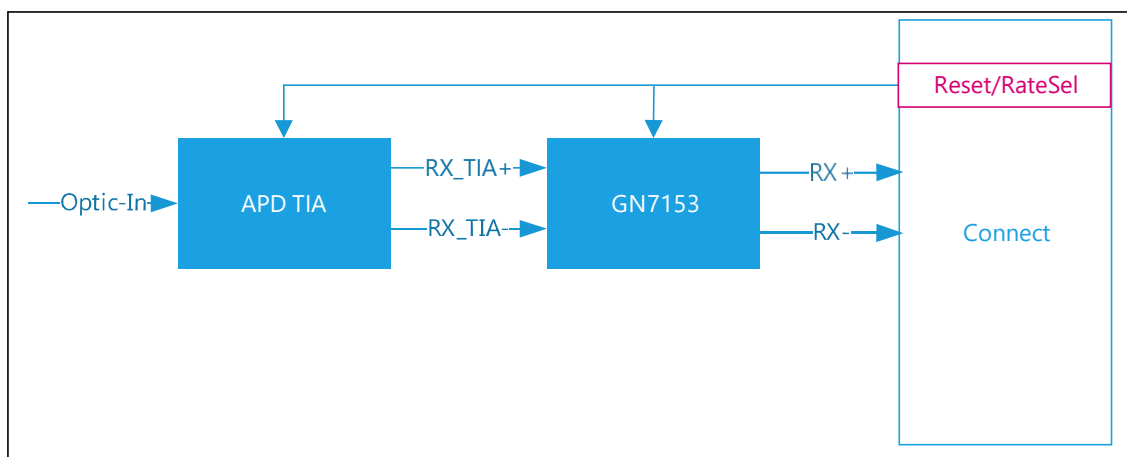 Reset/RateSel
RX_TIA+
RX+
Optic-In
APD TIA
GN7153
RX_TIA-
RX-
Connect